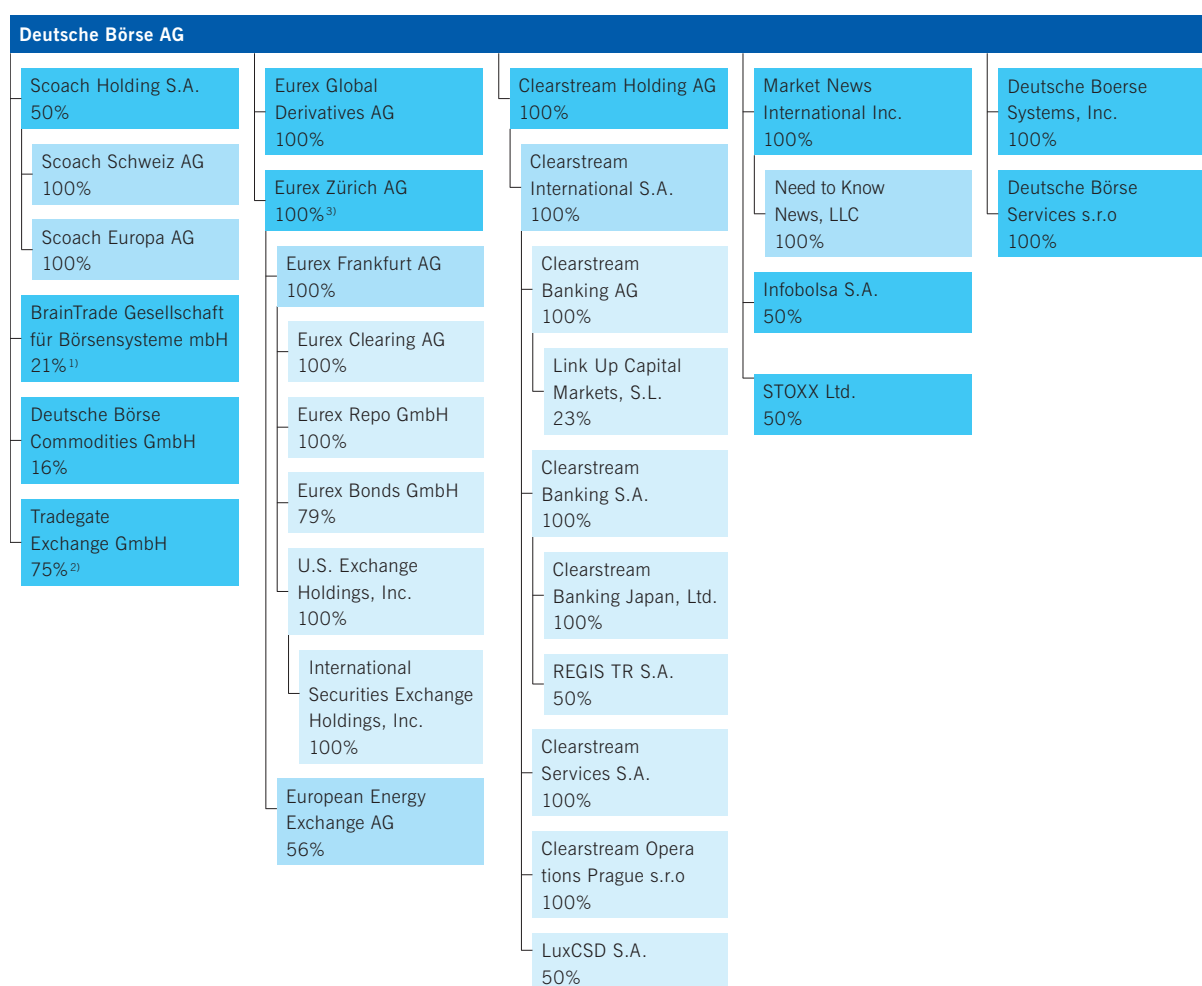 Deutsche Börse AG
Scoach Holding S.A.
50%
Scoach Schweiz AG
100%
Scoach Europa AG
100%
BrainTrade Gesellschaft
für Börsensysteme mbH
21% 1)
Deutsche Börse
Commodities GmbH
16%
Tradegate
Exchange GmbH
75% 2)
Eurex Global
Derivatives AG
100%
Eurex Zürich AG
100% 3)
Eurex Frankfurt AG
100%
Eurex Clearing AG
100%
Eurex Repo GmbH
100%
Eurex Bonds GmbH
79%
U.S. Exchange
Holdings, Inc.
100%
International
Securities Exchange
Holdings, Inc.
100%
European Energy
Exchange AG
56%
Clearstream Holding AG
100%
Clearstream
International S.A.
100%
Clearstream
Banking AG
100%
Link Up Capital
Markets, S.L.
23%
Clearstream
Banking S.A.
100%
Clearstream
Banking Japan, Ltd.
100%
REGIS TR S.A.
50%
Clearstream
Services S.A.
100%
Clearstream Opera
tions Prague s.r.o
100%
LuxCSD S.A.
50%
Market News
International Inc.
100%
Need to Know
News, LLC
100%
Infobolsa S.A.
50%
STOXX Ltd.
50%
Deutsche Boerse
Systems, Inc.
100%
Deutsche Börse
Services s.r.o
100%